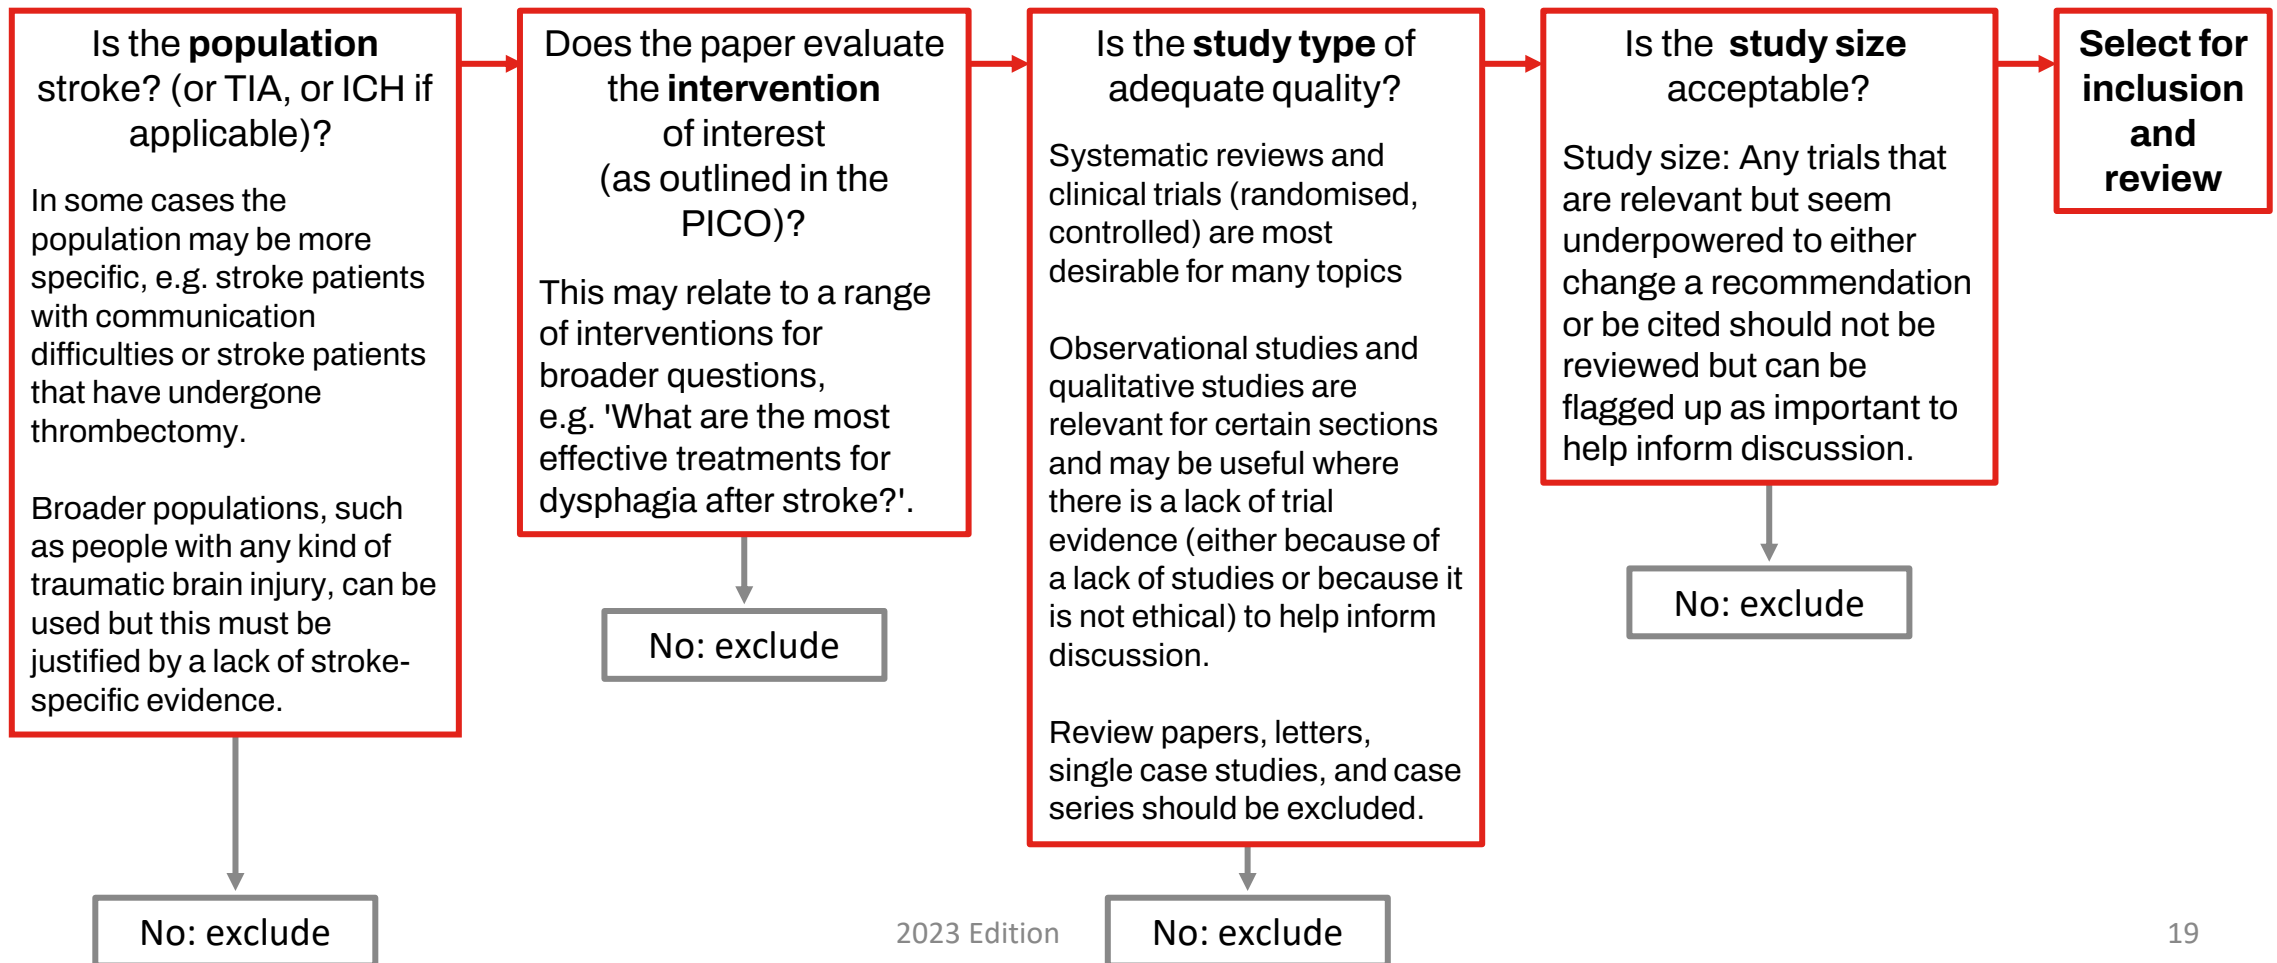 Is the population
stroke? (or TIA, or ICH if
applicable)?
In some cases the
population may be more
specific, e.g. stroke patients
with communication
difficulties or stroke patients
that have undergone
thrombectomy.
Broader populations, such
as people with any kind of
traumatic brain injury, can be
used but this must be
justified by a lack of stroke-
specific evidence.
No: exclude
Does the paper evaluate
the intervention
of interest
(as outlined in the
PICO)?
This may relate to a range
of interventions for
broader questions,
e.g. 'What are the most
effective treatments for
dysphagia after stroke?'.
No: exclude
Is the study type of
adequate quality?
Systematic reviews and
clinical trials (randomised,
controlled) are most
desirable for many topics
Observational studies and
qualitative studies are
relevant for certain sections
and may be useful where
there is a lack of trial
evidence (either because of
a lack of studies or because it
is not ethical) to help inform
discussion.
Review papers, letters,
single case studies, and case
series should be excluded.
No: exclude
Is the study size
acceptable?
Study size: Any trials that
are relevant but seem
underpowered to either
change a recommendation
or be cited should not be
reviewed but can be
flagged up as important to
help inform discussion.
No: exclude
Select for
inclusion
and
review
2023 Edition
19